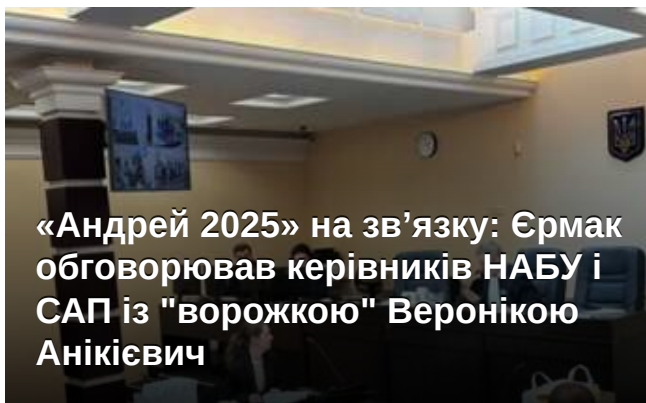 «Андрей 2025» на зв’язку: Єрмак
обговорював керівників НАБУ і
САП із "ворожкою" Веронікою
Анікієвич